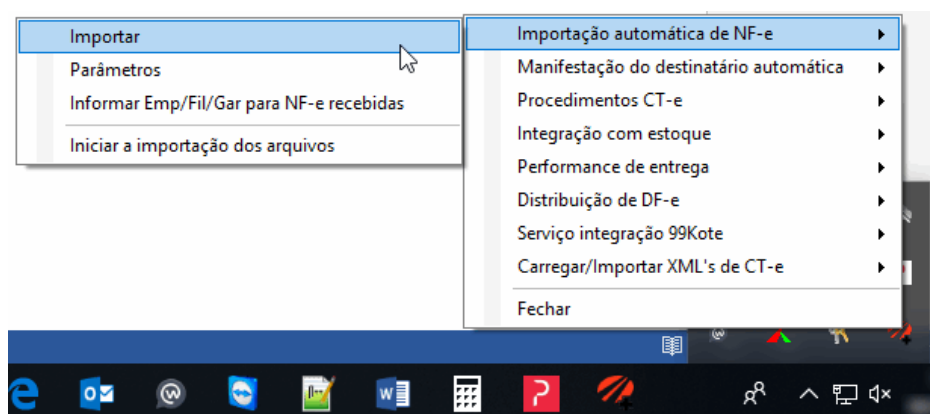 Importar
Parâmetros
Informar Emp/Fil/Gar para NF-e recebidas
Iniciar a importação dos arquivos
Importação automática de NF-e
Manifestação do destinatário automática
Procedimentos CT-e
Integração com estoque
Performance de entrega
Distribuição de DF-e
Serviço integração 99Kote
Carregar/Importar XML's de CT-e
Fechar